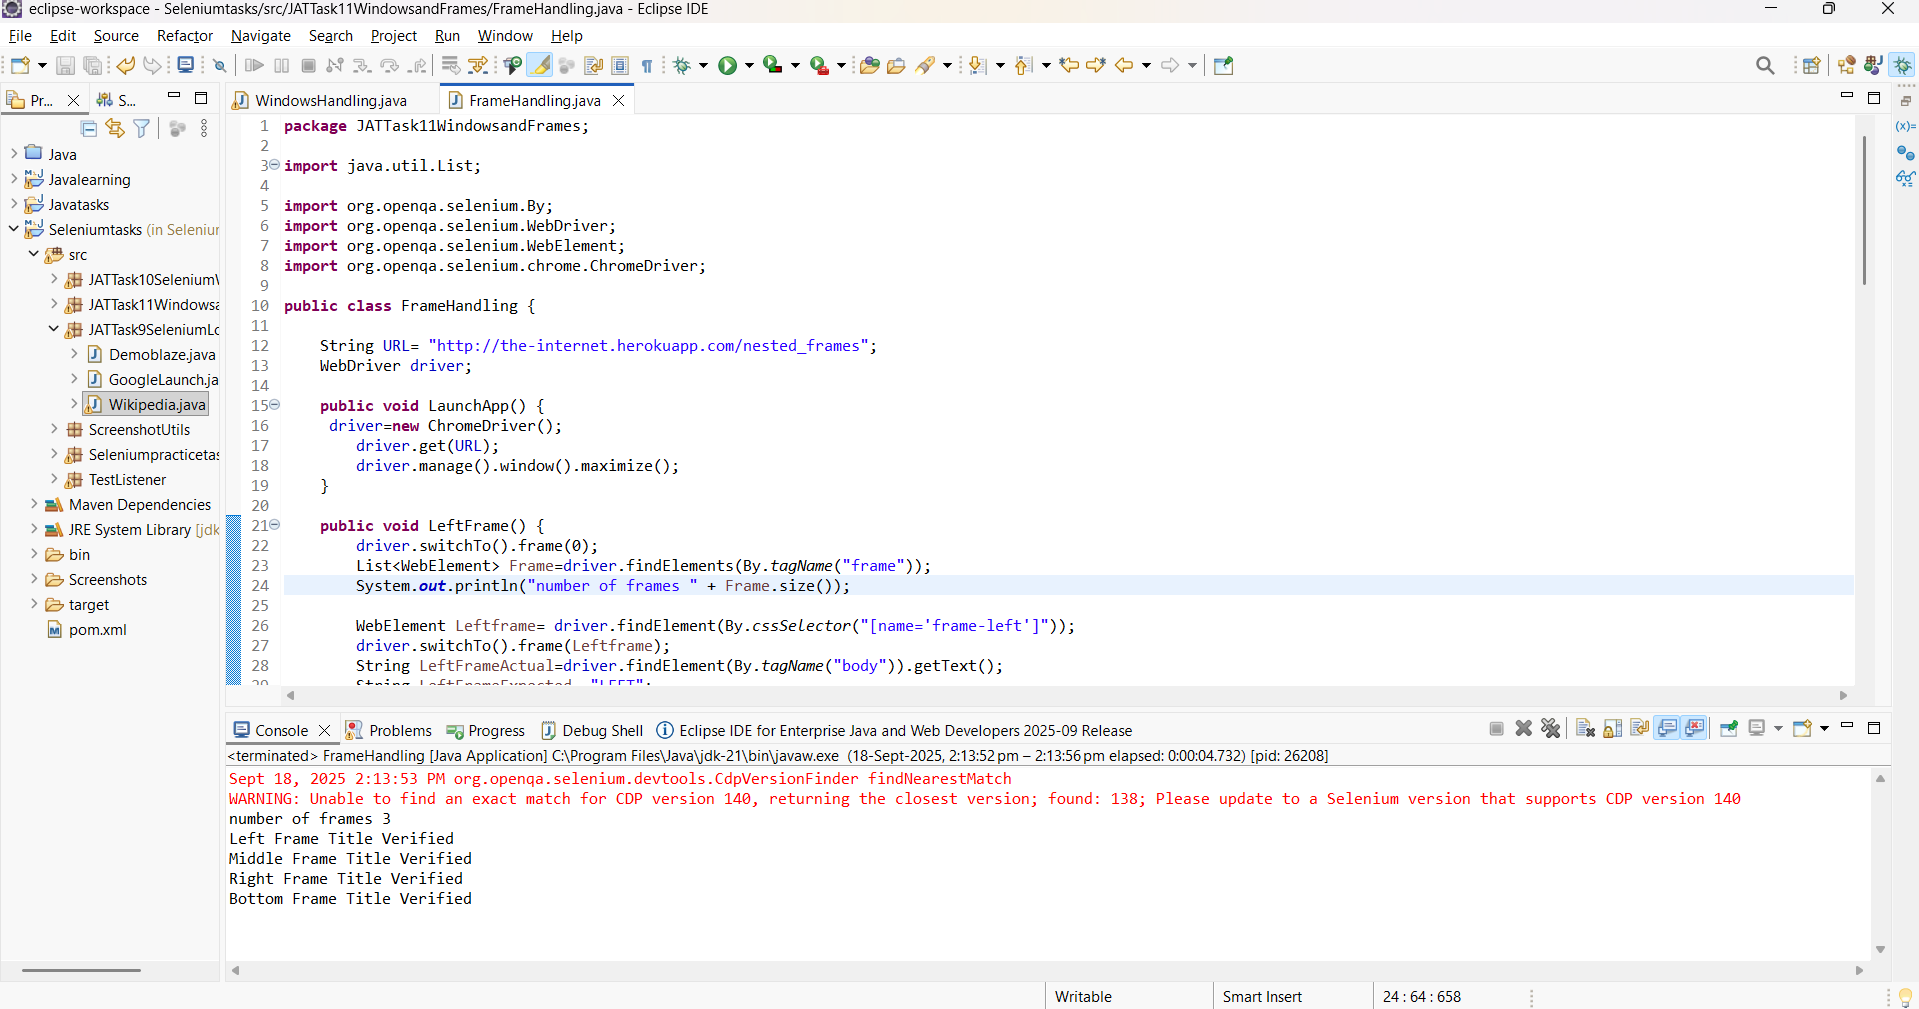 eclipse-workspace - Seleniumtasks/src/JATTask11WindowsandFrames/FrameHandling.java - Eclipse IDE
File Edit Source Refactor Navigate Search Project Run Window Help
Pr... S...
Java
Javalearning
Javatasks
Seleniumtasks (in Seleniur
src
JATTask10Selenium
JATTask11Windowsa
JATTask9SeleniumLo
Demoblaze.java
GoogleLaunch.ja
Wikipedia.java
ScreenshotUtils
Seleniumpracticetas
TestListener
Maven Dependencies
JRE System Library [jdk
bin
Screenshots
target
pom.xml
WindowsHandling.java FrameHandling.java
1 package JATTask11WindowsandFrames;
2
3 import java.util.List;
4
5 import org.openqa.selenium.By;
6 import org.openqa.selenium.WebDriver;
7 import org.openqa.selenium.WebElement;
8 import org.openqa.selenium.chrome.ChromeDriver;
9
10 public class FrameHandling {
11
12 String URL= "http://the-internet.herokuapp.com/nested_frames";
13 WebDriver driver;
14
15 public void LaunchApp() {
16 driver=new ChromeDriver();
17 driver.get(URL);
18 driver.manage().window().maximize();
19 }
20
21 public void LeftFrame() {
22 driver.switchTo().frame(0);
23 List<WebElement> Frame=driver.findElements(By.tagName("frame"));
24 System.out.println("number of frames " + Frame.size());
25
26 WebElement Leftframe= driver.findElement(By.cssSelector("[name='frame-left']"));
27 driver.switchTo().frame(Leftframe);
28 String LeftFrameActual=driver.findElement(By.tagName("body")).getText();
29 String LeftFrameExpected "LEFT";
(x)=
Console Problems Progress Debug Shell Eclipse IDE for Enterprise Java and Web Developers 2025-09 Release
<terminated> FrameHandling [Java Application] C:\Program Files\Java\jdk-21\bin\javaw.exe (18-Sept-2025, 2:13:52 pm – 2:13:56 pm elapsed: 0:00:04.732) [pid: 26208]
Sept 18, 2025 2:13:53 PM org.openqa.selenium.devtools.CdpVersionFinder findNearestMatch
WARNING: Unable to find an exact match for CDP version 140, returning the closest version; found: 138; Please update to a Selenium version that supports CDP version 140
number of frames 3
Left Frame Title Verified
Middle Frame Title Verified
Right Frame Title Verified
Bottom Frame Title Verified
Writable Smart Insert 24 : 64 : 658